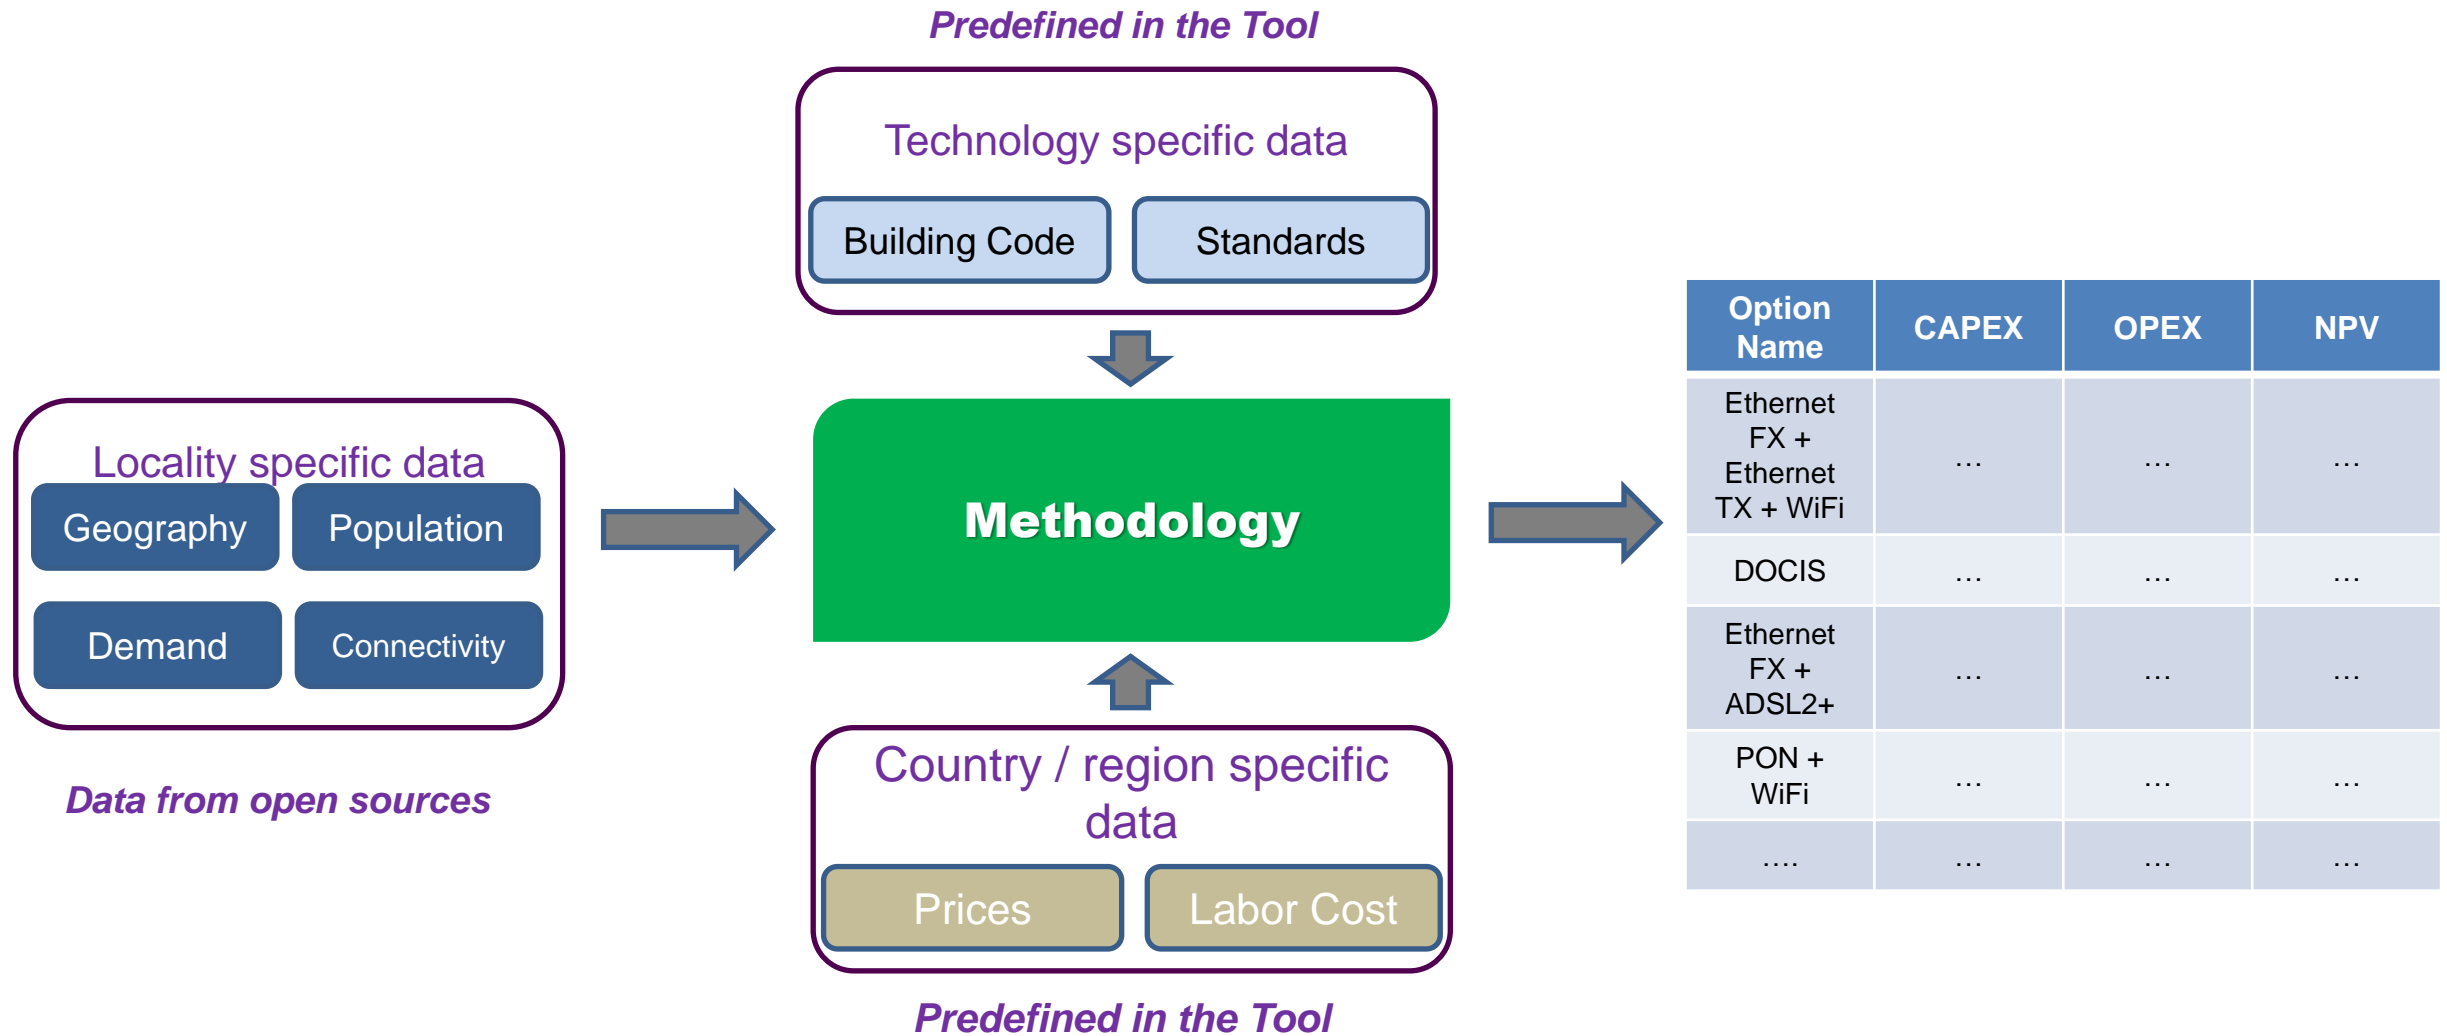 Predefined in the Tool
Technology specific data
Building Code
Standards
Locality specific data
Geography
Population
Demand
Connectivity
Data from open sources
Methodology
Country / region specific
data
Prices
Labor Cost
Predefined in the Tool
Option
Name
CAPEX
OPEX
NPV
Ethernet
FX +
Ethernet
TX + WiFi
…
…
…
DOCIS
…
…
…
Ethernet
FX +
ADSL2+
…
…
…
PON +
WiFi
…
…
…
….
…
…
…